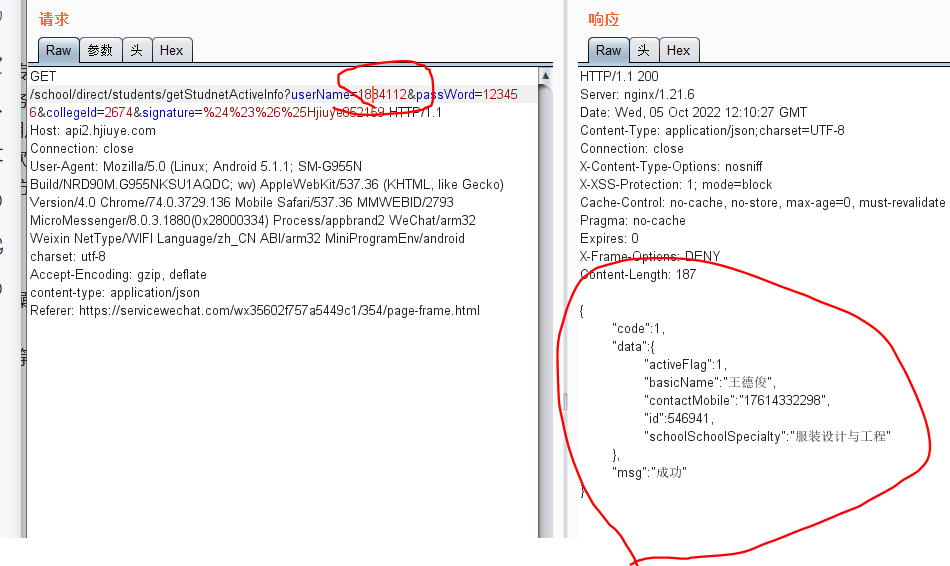 请求
Raw 参数 头 Hex
GET
/school/direct/students/getStudnetActiveInfo?userName=1884112&passWord=12345
6&collegeId=2674&signature=%24%23%26%25Hjiuye852169 HTTP/1.1
Host: api2.hjiuye.com
Connection: close
User-Agent: Mozilla/5.0 (Linux; Android 5.1.1; SM-G955N
Build/NRD90M.G955NKSU1AQDC; wv) AppleWebKit/537.36 (KHTML, like Gecko)
Version/4.0 Chrome/74.0.3729.136 Mobile Safari/537.36 MMWEBID/2793
MicroMessenger/8.0.3.1880(0x28000334) Process/appbrand2 WeChat/arm32
Weixin NetType/WIFI Language/zh_CN ABI/arm32 MiniProgramEnv/android
charset: utf-8
Accept-Encoding: gzip, deflate
content-type: application/json
Referer: https://servicewechat.com/wx35602f757a5449c1/354/page-frame.html
响应
Raw 头 Hex
HTTP/1.1 200
Server: nginx/1.21.6
Date: Wed, 05 Oct 2022 12:10:27 GMT
Content-Type: application/json;charset=UTF-8
Connection: close
X-Content-Type-Options: nosniff
X-XSS-Protection: 1; mode=block
Cache-Control: no-cache, no-store, max-age=0, must-revalidate
Pragma: no-cache
Expires: 0
X-Frame-Options: DENY
Content-Length: 187
{
"code":1,
"data":{
"activeFlag":1,
"basicName":"王德俊",
"contactMobile":"17614332298",
"id":546941,
"schoolSchoolSpecialty":"服装设计与工程"
},
"msg":"成功"
}